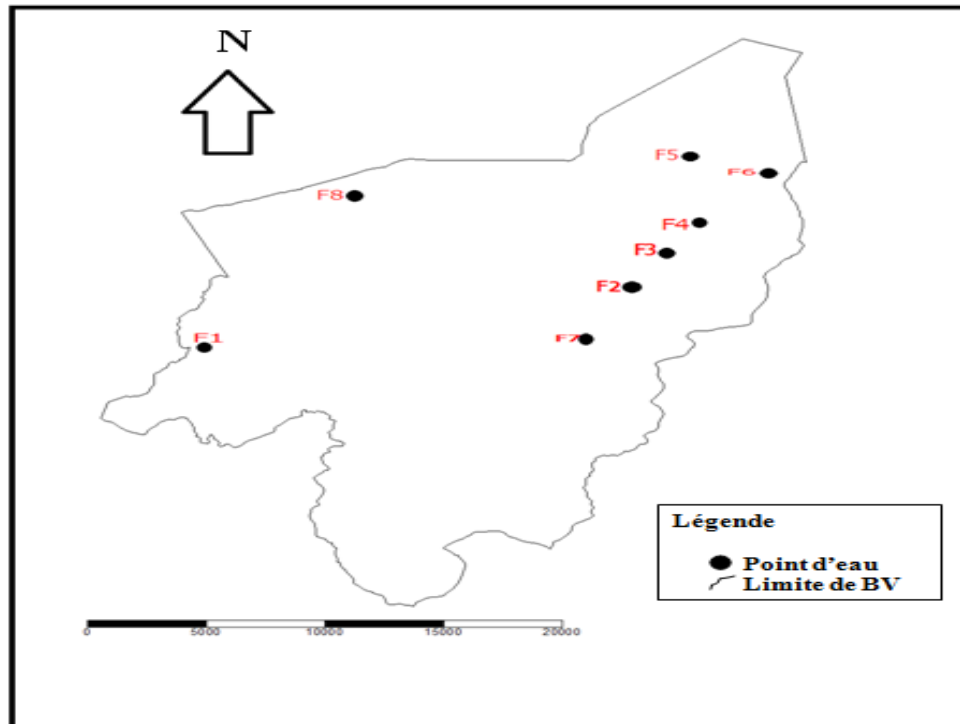 N
F5
F6
F8
F4
F3
F2
F1
F7
Légende
Point d'eau
Limite de BV
0 5000 10000 15000 20000